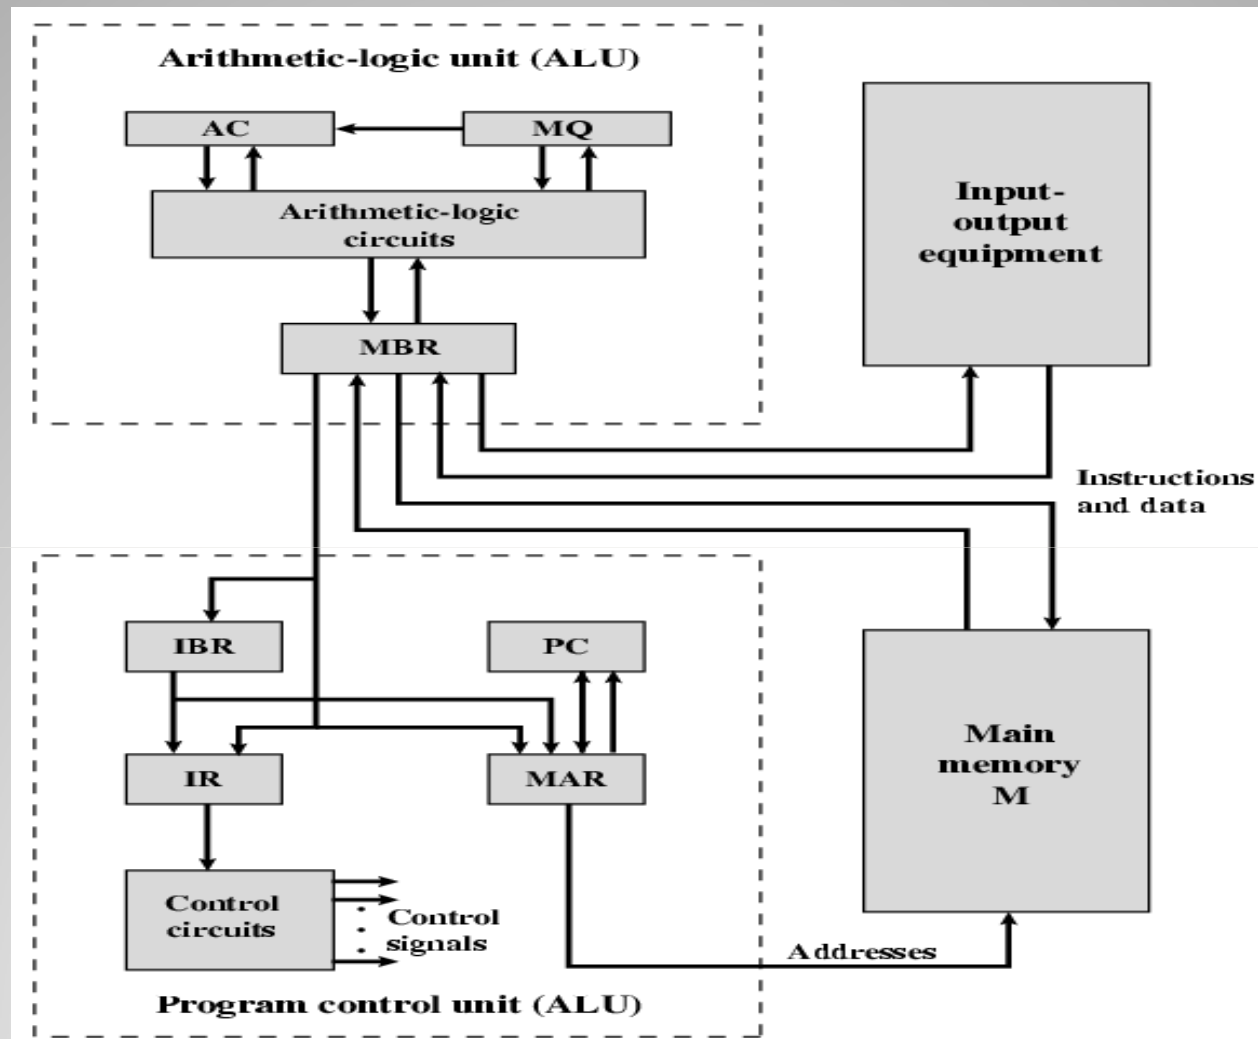 Arithmetic-logic unit (ALU)
AC
MQ
Arithmetic-logic
circuits
MBR
Input-
output
equipment
Instructions
and data
IBR
PC
IR
MAR
Main
memory
M
Control
circuits
Control
signals
Addresses
Program control unit (ALU)